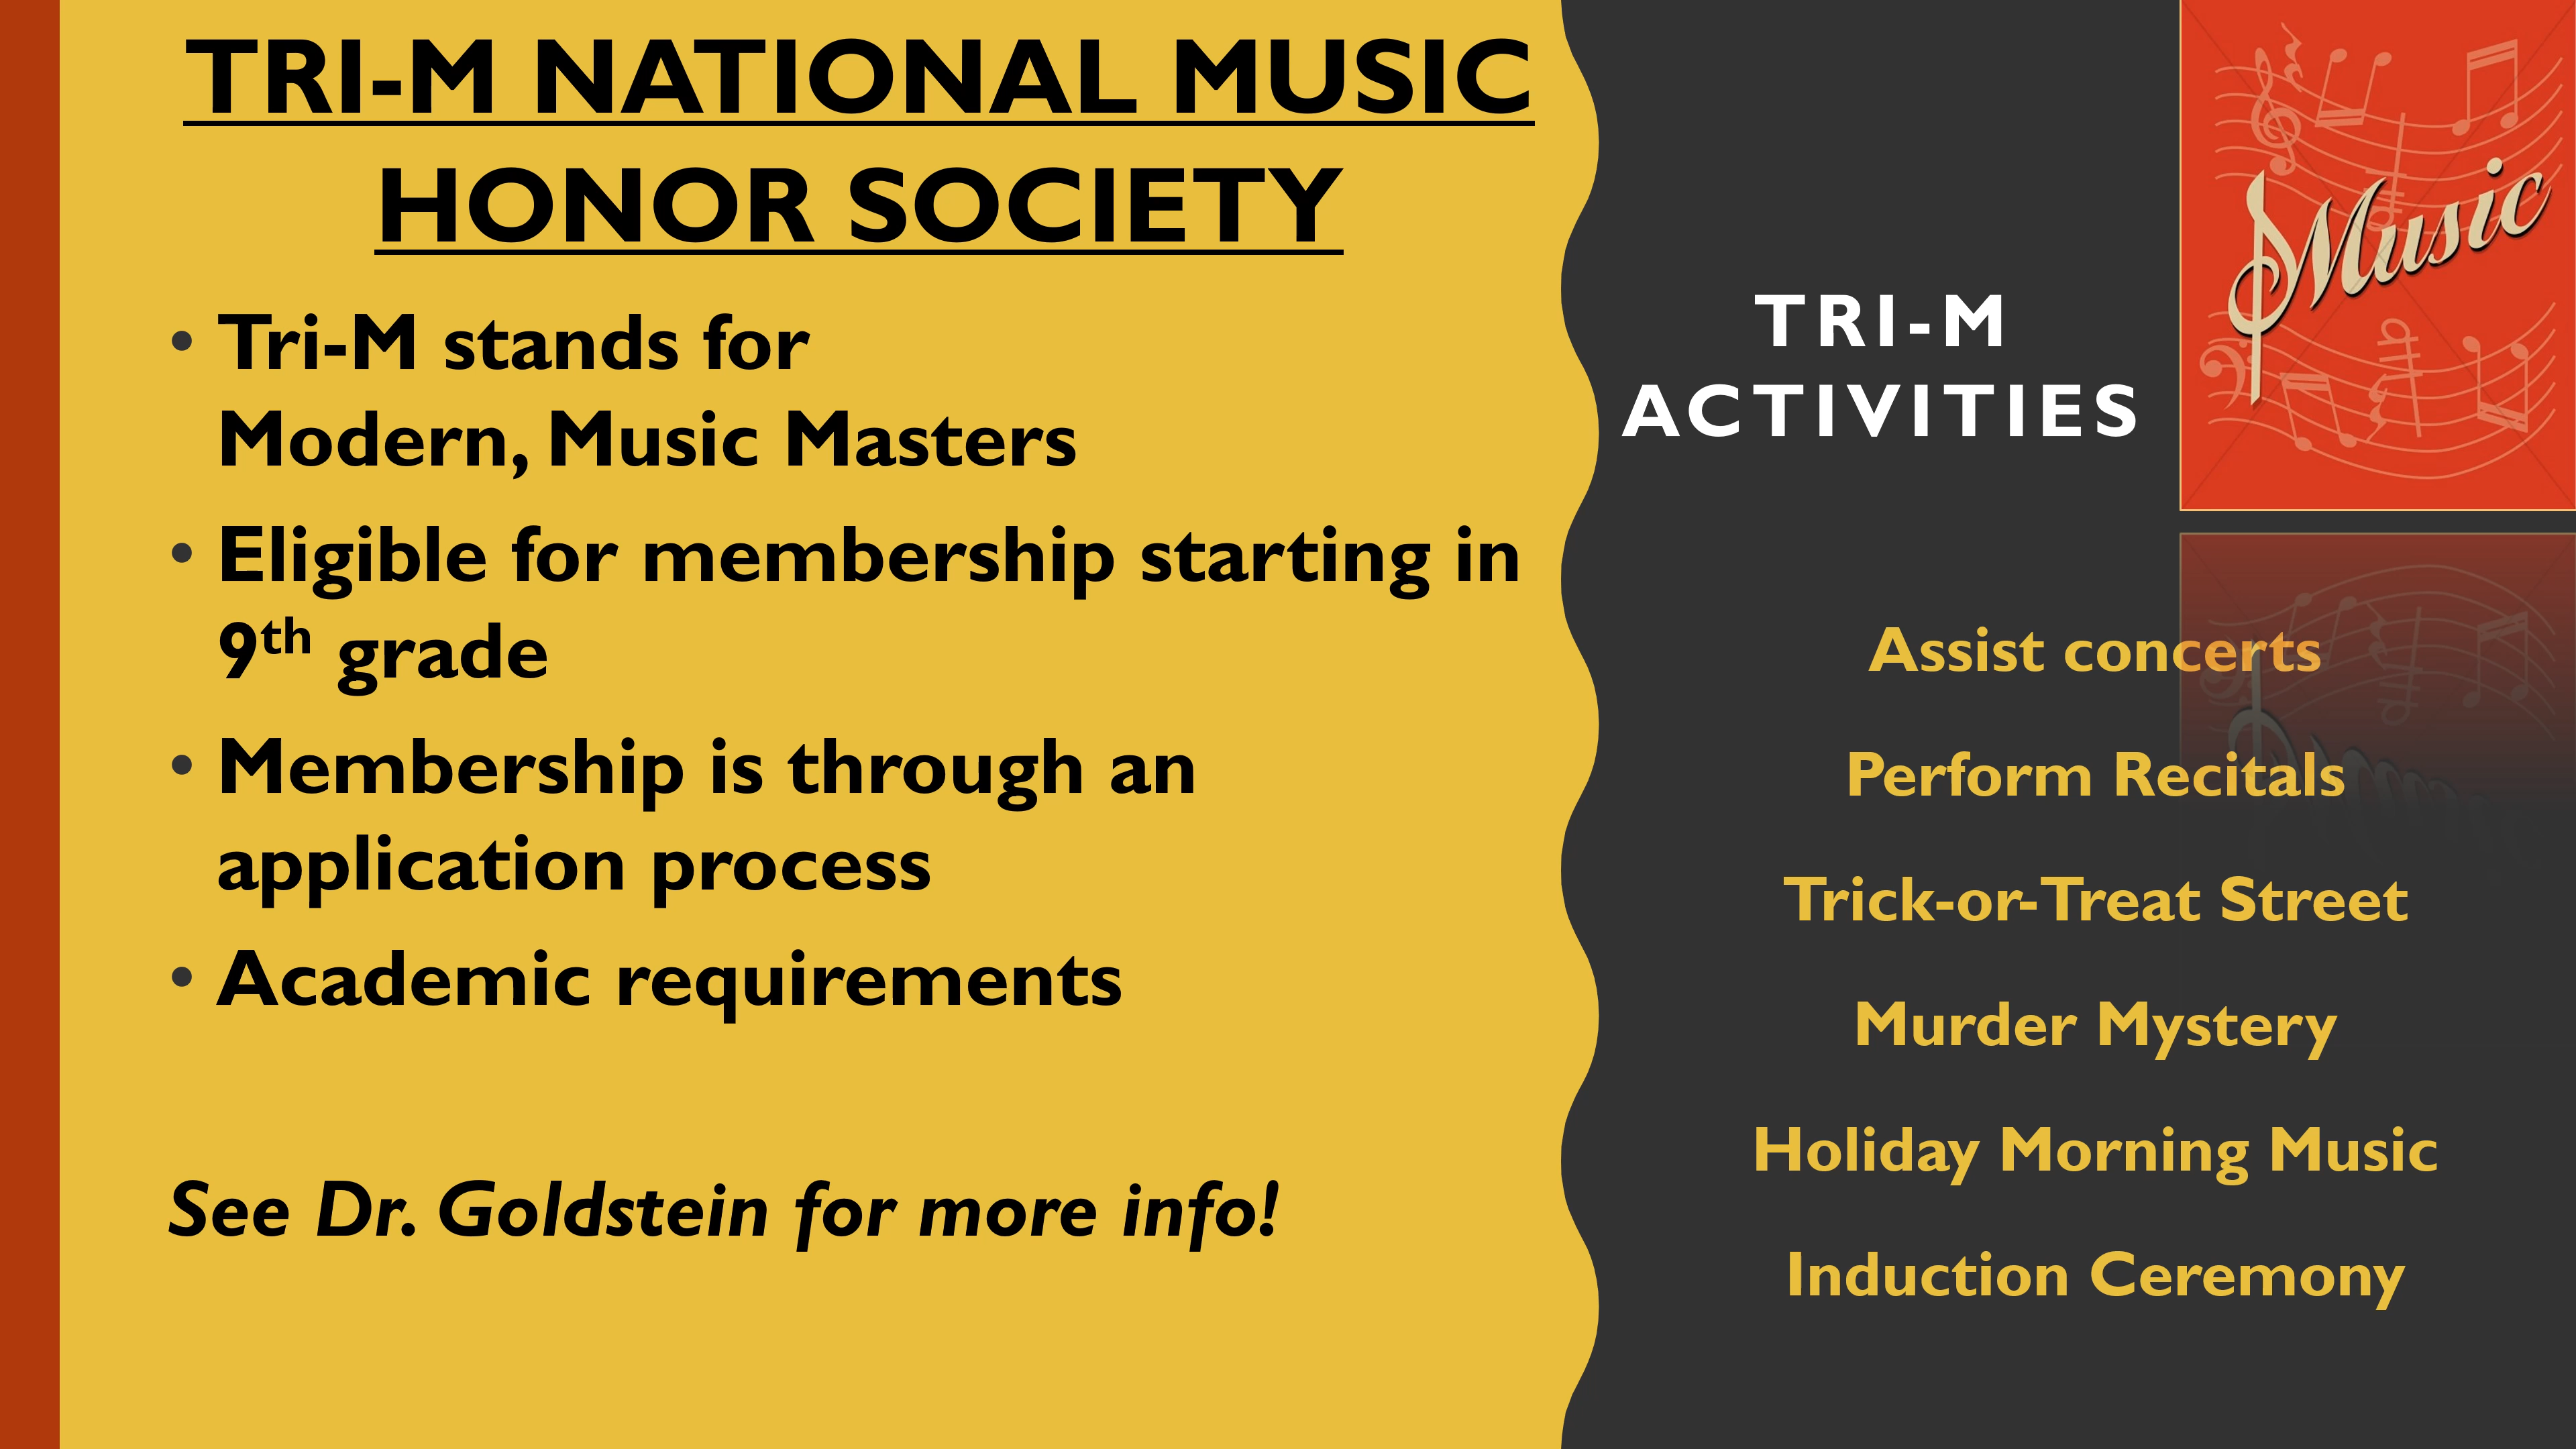 TRI-M NATIONAL MUSIC
HONOR SOCIETY
• Tri-M stands for
Modern, Music Masters
• Eligible for membership starting in
9th grade
• Membership is through an
application process
• Academic requirements
See Dr. Goldstein for more info!
TRI-M
ACTIVITIES
Music
Assist concerts
Perform Recitals
Trick-or-Treat Street
Murder Mystery
Holiday Morning Music
Induction Ceremony